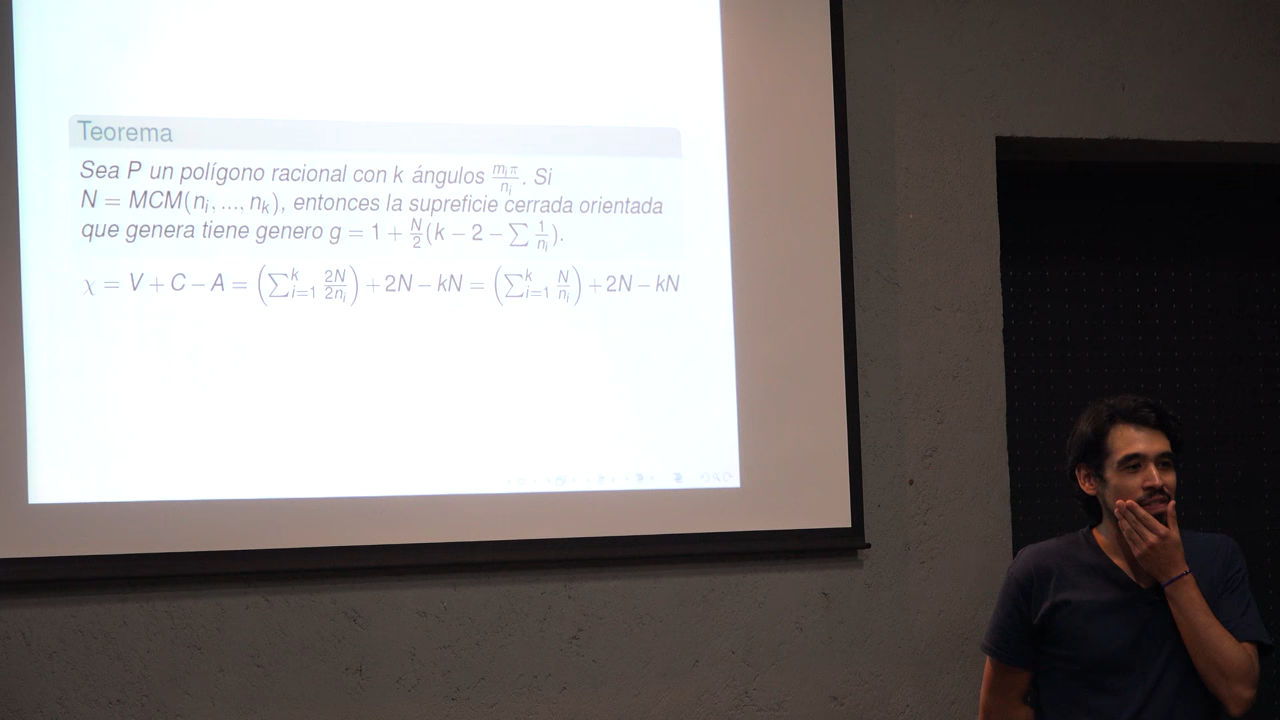 Teorema
Sea P un polígono racional con k ángulos \frac{m_i\pi}{n_i}. Si
N = MCM(n_i, ..., n_k), entonces la supreficie cerrada orientada
que genera tiene genero g = 1 + \frac{N}{2}(k − 2 − ∑ \frac{1}{n_i}).
χ = V + C − A = (∑_{i=1}^{k} \frac{2N}{2n_i}) + 2N − kN = (∑_{i=1}^{k} \frac{N}{n_i}) + 2N − kN